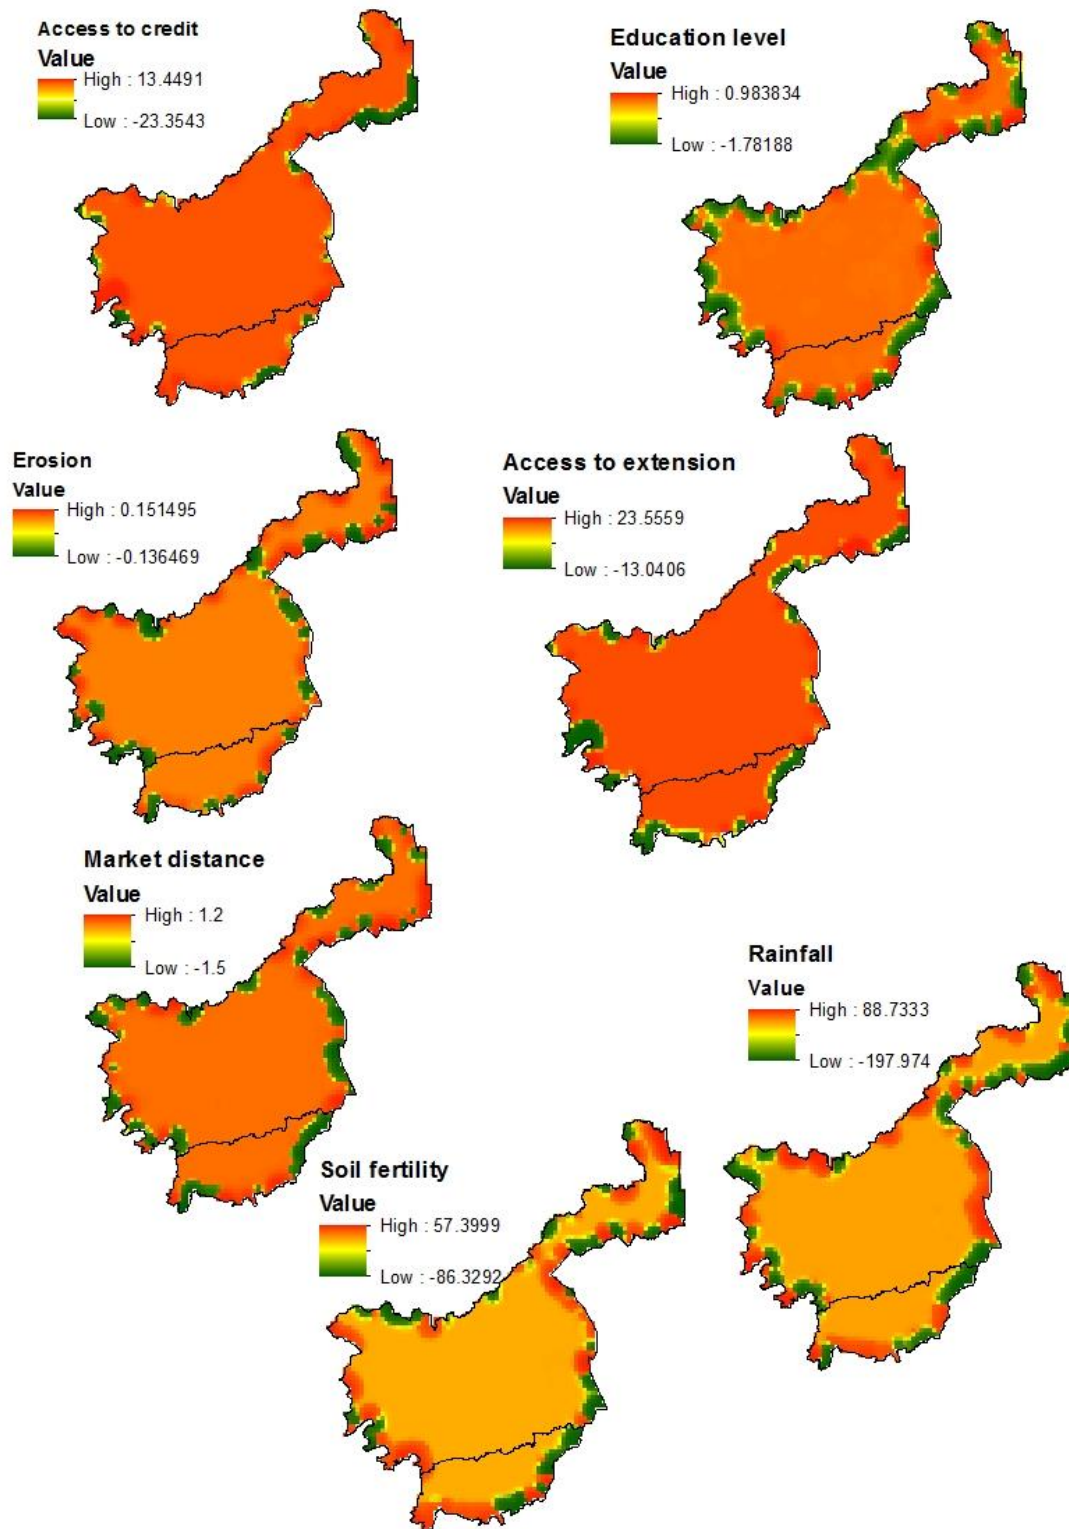 Access to credit
Value
High : 13.4491
Low : -23.3543
Education level
Value
High : 0.983834
Low : -1.78188
Erosion
Value
High : 0.151495
Low : -0.136469
Access to extension
Value
High : 23.5559
Low : -13.0406
Market distance
Value
High : 1.2
Low : -1.5
Rainfall
Value
High : 88.7333
Low : -197.974
Soil fertility
Value
High : 57.3999
Low : -86.3292